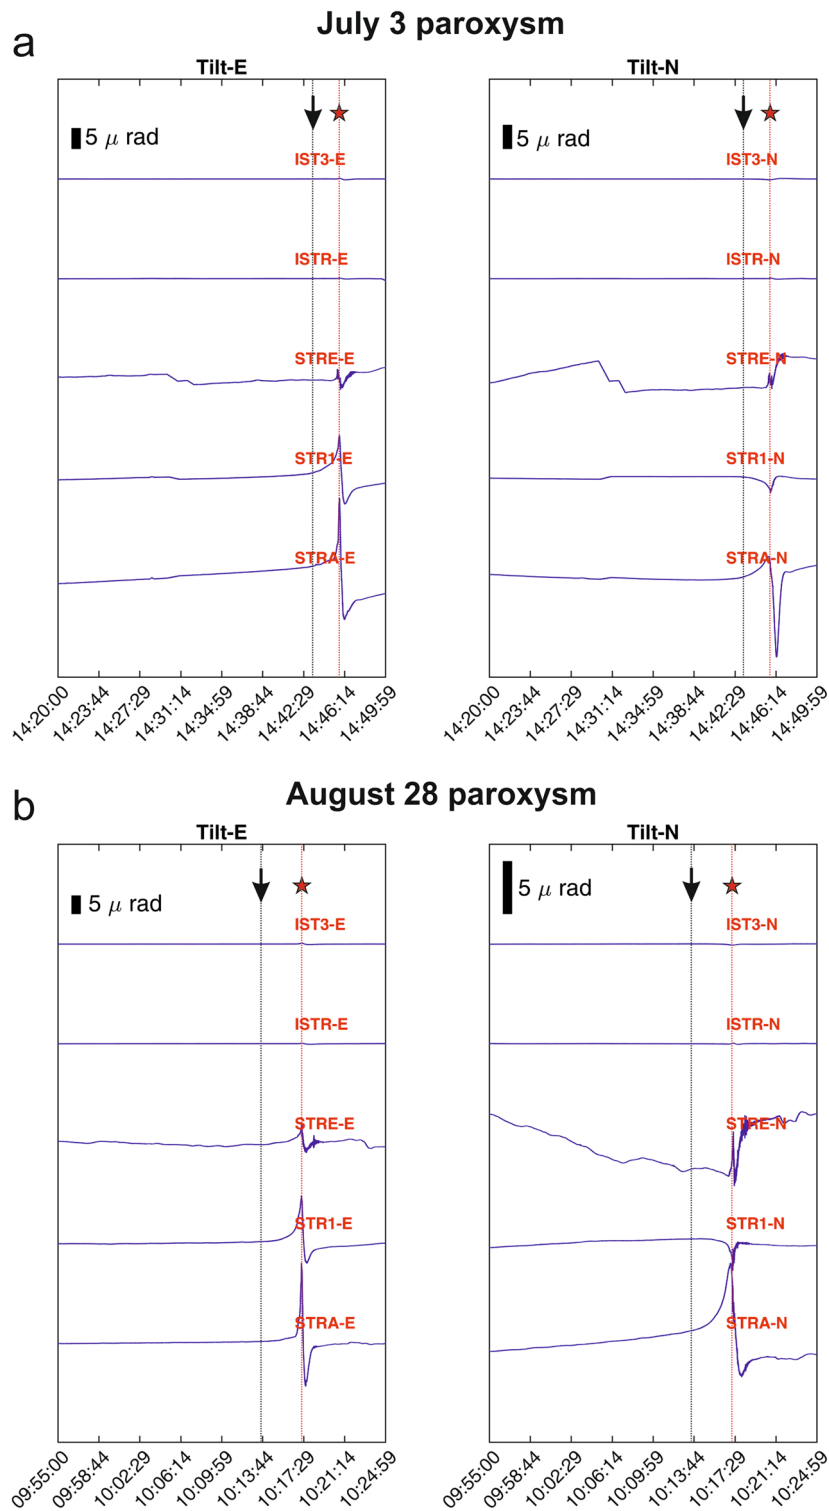 a
July 3 paroxysm
Tilt-E
5 μ rad
IST3-E
ISTR-E
STRE-E
STR1-E
STRA-E
14:20:00
14:23:44
14:27:29
14:31:14
14:34:59
14:38:44
14:42:29
14:46:14
14:49:59
Tilt-N
5 μ rad
IST3-N
ISTR-N
STRE-N
STR1-N
STRA-N
14:20:00
14:23:44
14:27:29
14:31:14
14:34:59
14:38:44
14:42:29
14:46:14
14:49:59
b
August 28 paroxysm
Tilt-E
5 μ rad
IST3-E
ISTR-E
STRE-E
STR1-E
STRA-E
09:55:00
09:58:44
10:02:29
10:06:14
10:09:59
10:13:44
10:17:29
10:21:14
10:24:59
Tilt-N
5 μ rad
IST3-N
ISTR-N
STRE-N
STR1-N
STRA-N
09:55:00
09:58:44
10:02:29
10:06:14
10:09:59
10:13:44
10:17:29
10:21:14
10:24:59